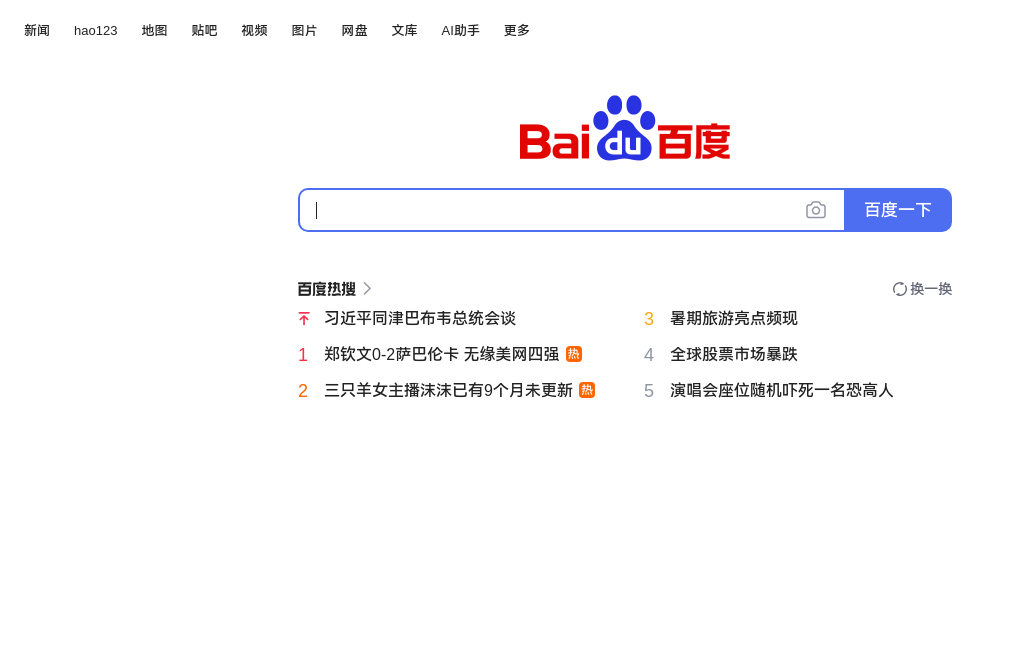 新闻 hao123 地图 贴吧 视频 图片 网盘 文库 AI助手 更多
Bai du 百度
百度一下
百度热搜 换一换
习近平同津巴布韦总统会谈
1 郑钦文0-2萨巴伦卡 无缘美网四强 热
2 三只羊女主播沫沫已有9个月未更新 热
3 暑期旅游亮点频现
4 全球股票市场暴跌
5 演唱会座位随机吓死一名恐高人